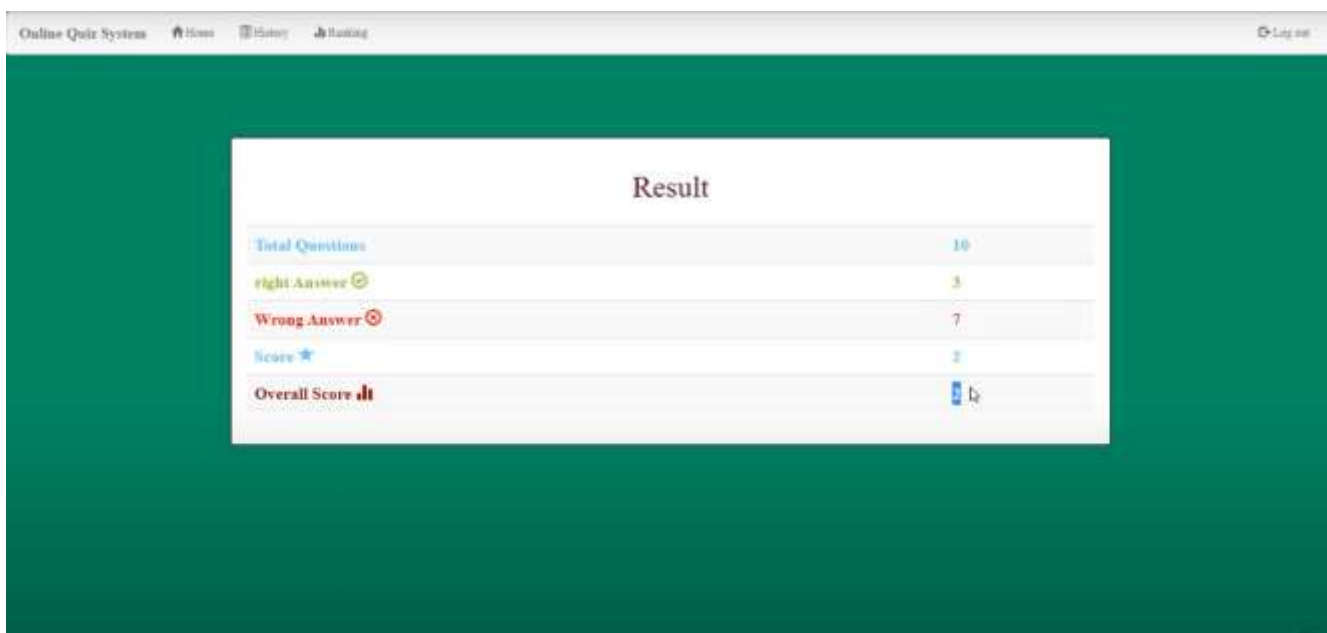 Online Quiz System Home History Ranking Log out
Result
Total Questions 10
right Answer 3
Wrong Answer 7
Score 2
Overall Score